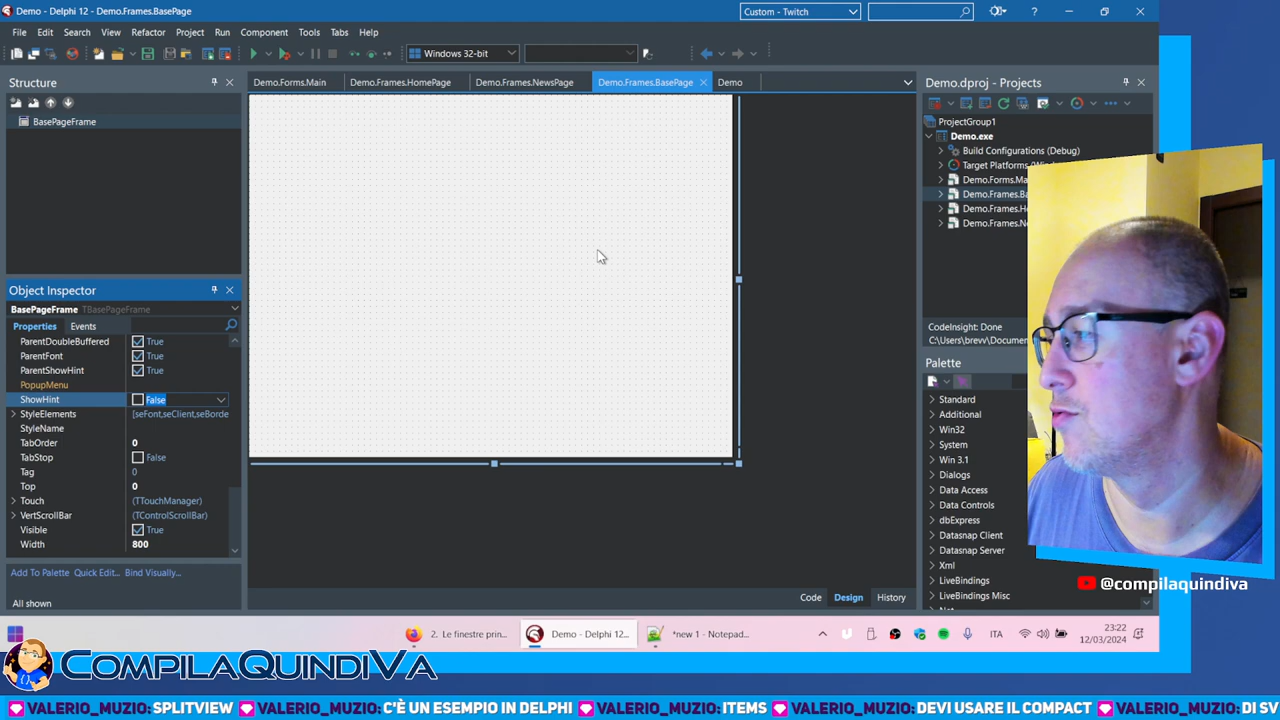 Demo - Delphi 12 - Demo.Frames.BasePage
Custom - Twitch
?
File Edit Search View Refactor Project Run Component Tools Tabs Help
Windows 32-bit
Structure
BasePageFrame
Demo.Forms.Main Demo.Frames.HomePage Demo.Frames.NewsPage Demo.Frames.BasePage Demo
Object Inspector
BasePageFrame TBasePageFrame
Properties Events
ParentDoubleBuffered True
ParentFont True
ParentShowHint True
PopupMenu
ShowHint False
StyleElements [seFont,seClient,seBorde
StyleName
TabOrder 0
TabStop False
Tag 0
Top 0
Touch (TTouchManager)
VertScrollBar (TControlScrollBar)
Visible True
Width 800
Add To Palette Quick Edit... Bind Visually...
All shown
Code Design History
Demo.dproj - Projects
ProjectGroup1
Demo.exe
Build Configurations (Debug)
Target Platforms (Win
Demo.Forms.Ma
Demo.Frames.Ba
Demo.Frames.H
Demo.Frames.N
CodeInsight: Done
C:\Users\brevv\Docum
Palette
Standard
Additional
Win32
System
Win 3.1
Dialogs
Data Access
Data Controls
dbExpress
Datasnap Client
Datasnap Server
Xml
LiveBindings
LiveBindings Misc
@compilaquindiva
2. Le finestre prin...
Demo - Delphi 12...
*new 1 - Notepad...
ITA
23:22
12/03/2024
COMPILAQUINDIVA
VALERIO_MUZIO: SPLITVIEW VALERIO_MUZIO: C'È UN ESEMPIO IN DELPHI VALERIO_MUZIO: ITEMS VALERIO_MUZIO: DEVI USARE IL COMPACT VALERIO_MUZIO: DI SV